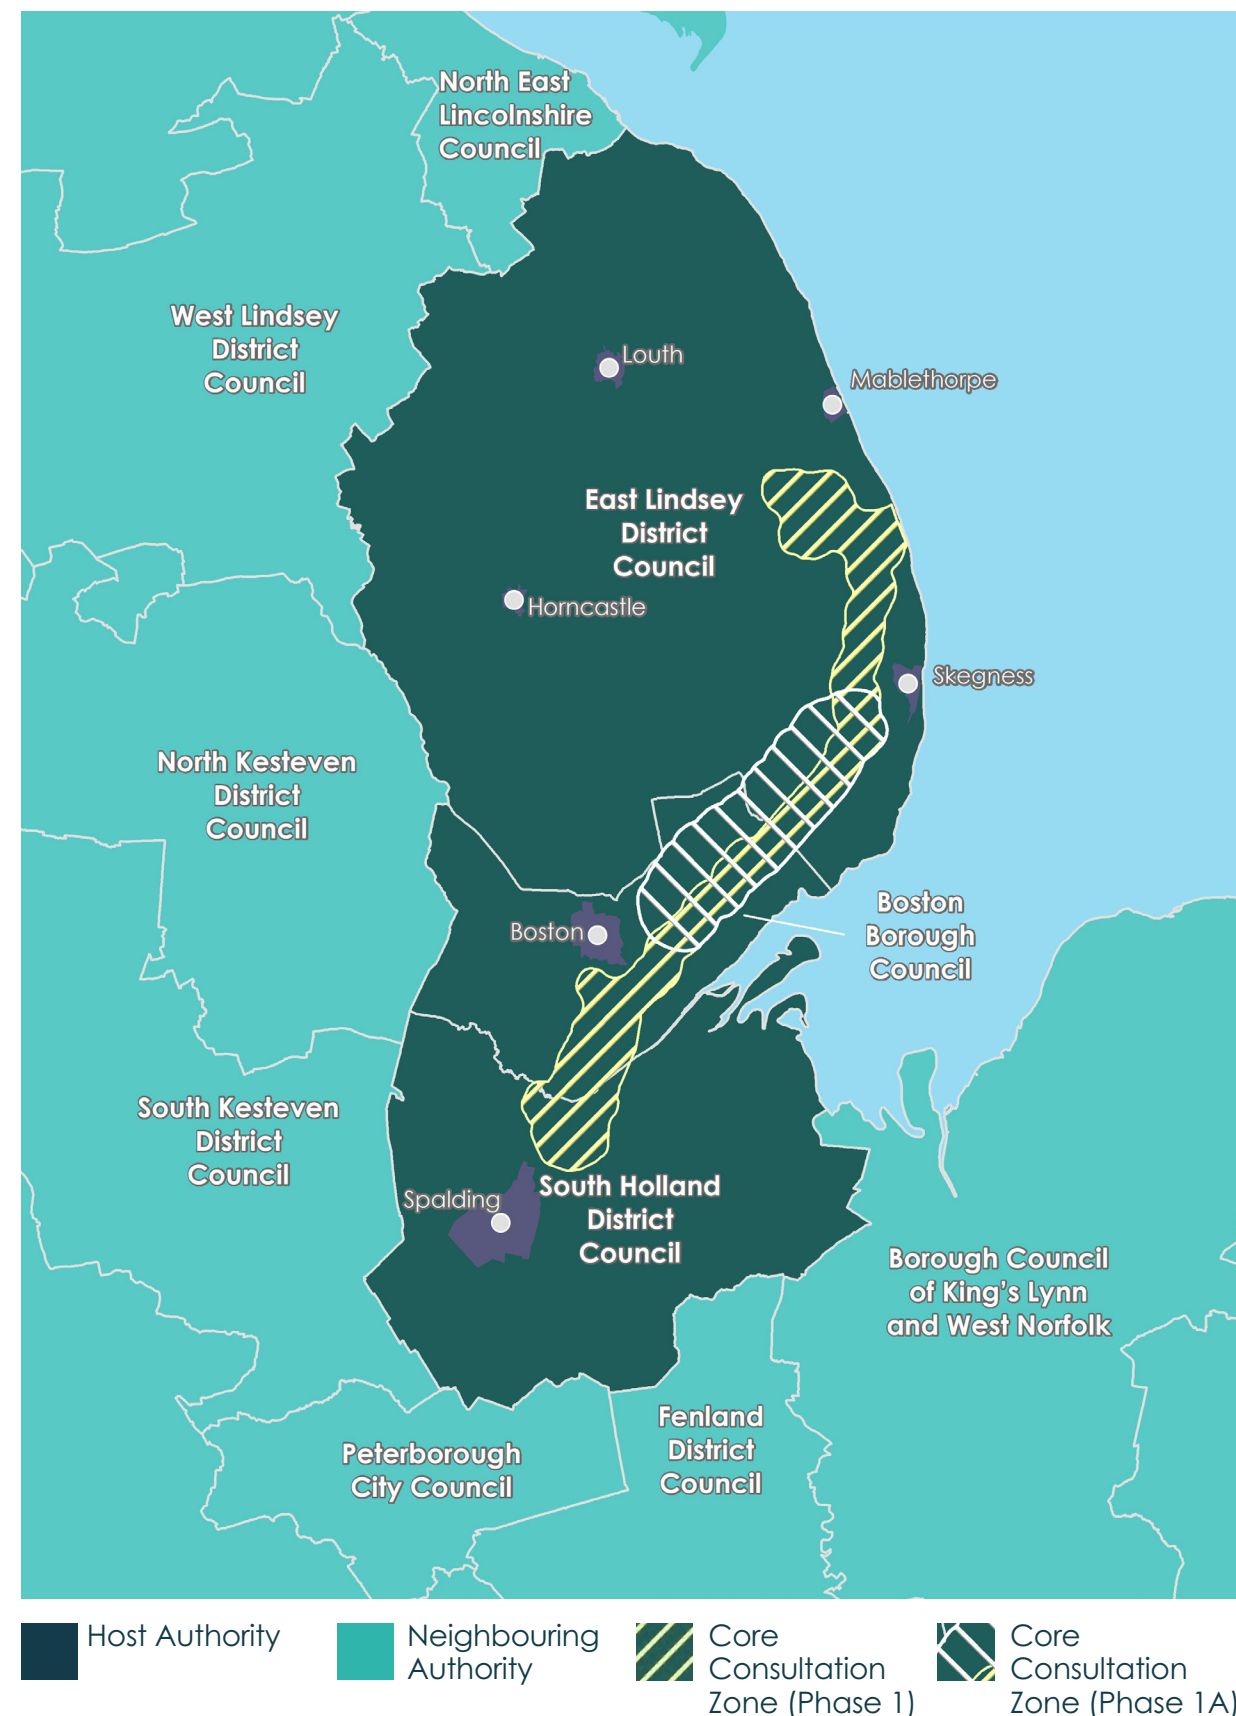 North East
Lincolnshire
Council
West Lindsey
District
Council
Louth
Mablethorpe
East Lindsey
District
Council
Horncastle
Skegness
North Kesteven
District
Council
Boston
Boston
Borough
Council
South Kesteven
District
Council
Spalding
South Holland
District
Council
Borough Council
of King's Lynn
and West Norfolk
Fenland
District
Council
Peterborough
City Council
Host Authority
Neighbouring
Authority
Core
Consultation
Zone (Phase 1)
Core
Consultation
Zone (Phase 1A)